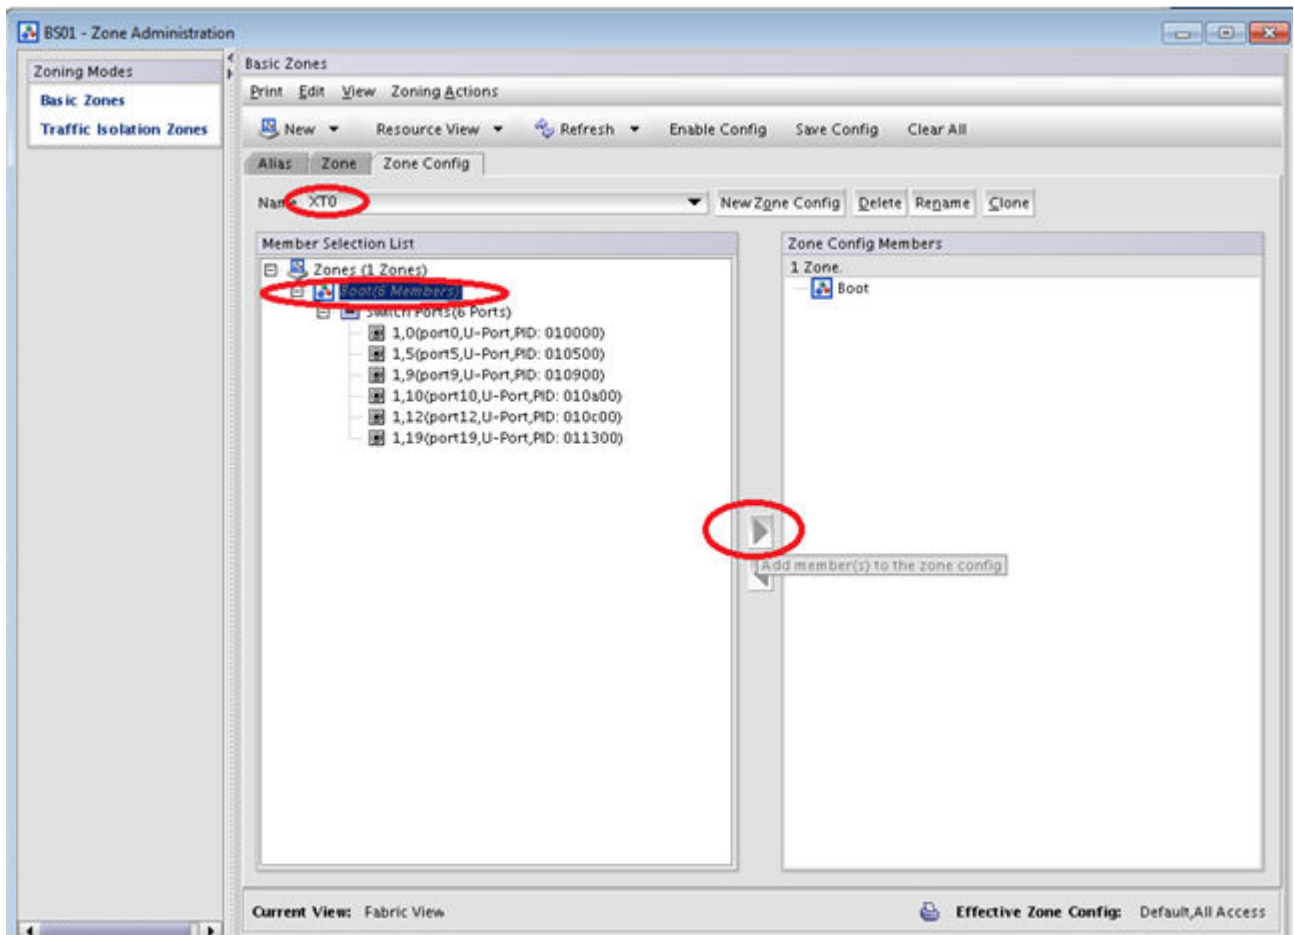 BS01 - Zone Administration
Zoning Modes
Basic Zones
Traffic Isolation Zones
Basic Zones
Print Edit View Zoning Actions
New Resource View Refresh Enable Config Save Config Clear All
Alias Zone Zone Config
Name XT0 New Zone Config Delete Rename Clone
Member Selection List
Zones (1 Zones)
Boot(6 Members)
Switch Ports(6 Ports)
1,0(port0,U-Port,PID: 010000)
1,5(port5,U-Port,PID: 010500)
1,9(port9,U-Port,PID: 010900)
1,10(port10,U-Port,PID: 010a00)
1,12(port12,U-Port,PID: 010c00)
1,19(port19,U-Port,PID: 011300)
Zone Config Members
1 Zone.
Boot
Add member(s) to the zone config
Current View: Fabric View Effective Zone Config: Default,All Access